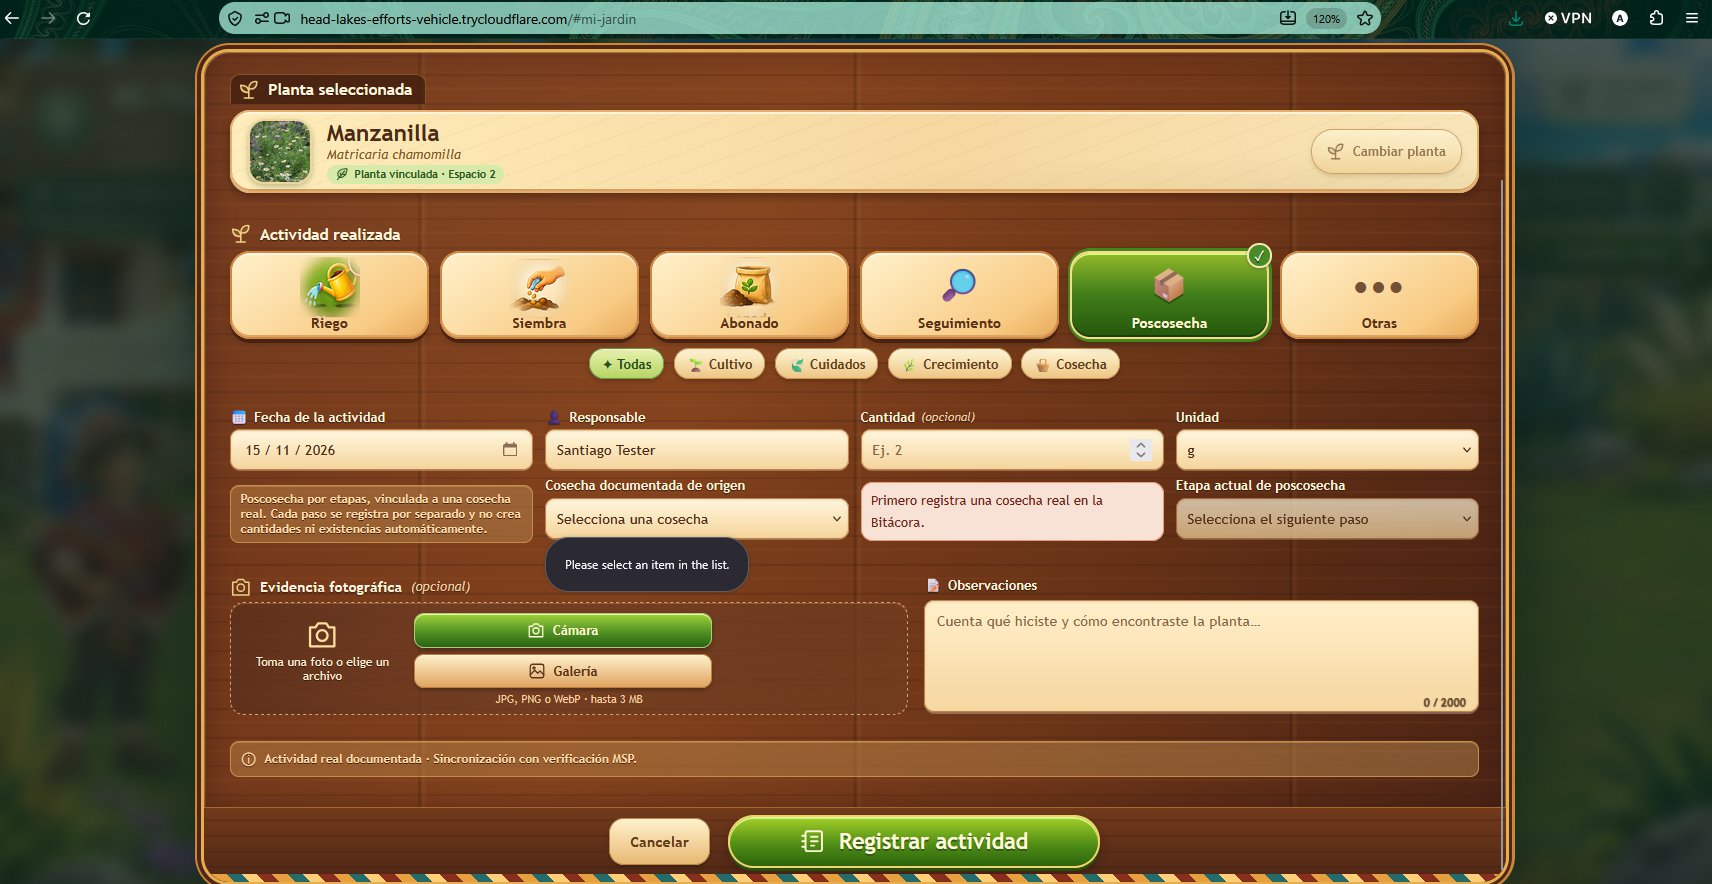 head-lakes-efforts-vehicle.trycloudflare.com/#mi-jardin
120%
VPN
A
Planta seleccionada
Manzanilla
Matricaria chamomilla
Planta vinculada · Espacio 2
Cambiar planta
Actividad realizada
Riego
Siembra
Abonado
Seguimiento
Poscosecha
Otras
✦ Todas
Cultivo
Cuidados
Crecimiento
Cosecha
Fecha de la actividad
Responsable
Cantidad (opcional)
Unidad
15 / 11 / 2026
Santiago Tester
Ej. 2
g
Poscosecha por etapas, vinculada a una cosecha
real. Cada paso se registra por separado y no crea
cantidades ni existencias automáticamente.
Cosecha documentada de origen
Selecciona una cosecha
Primero registra una cosecha real en la
Bitácora.
Etapa actual de poscosecha
Selecciona el siguiente paso
Please select an item in the list.
Evidencia fotográfica (opcional)
Toma una foto o elige un
archivo
Cámara
Galería
JPG, PNG o WebP · hasta 3 MB
Observaciones
Cuenta qué hiciste y cómo encontraste la planta...
0 / 2000
Actividad real documentada · Sincronización con verificación MSP.
Cancelar
Registrar actividad